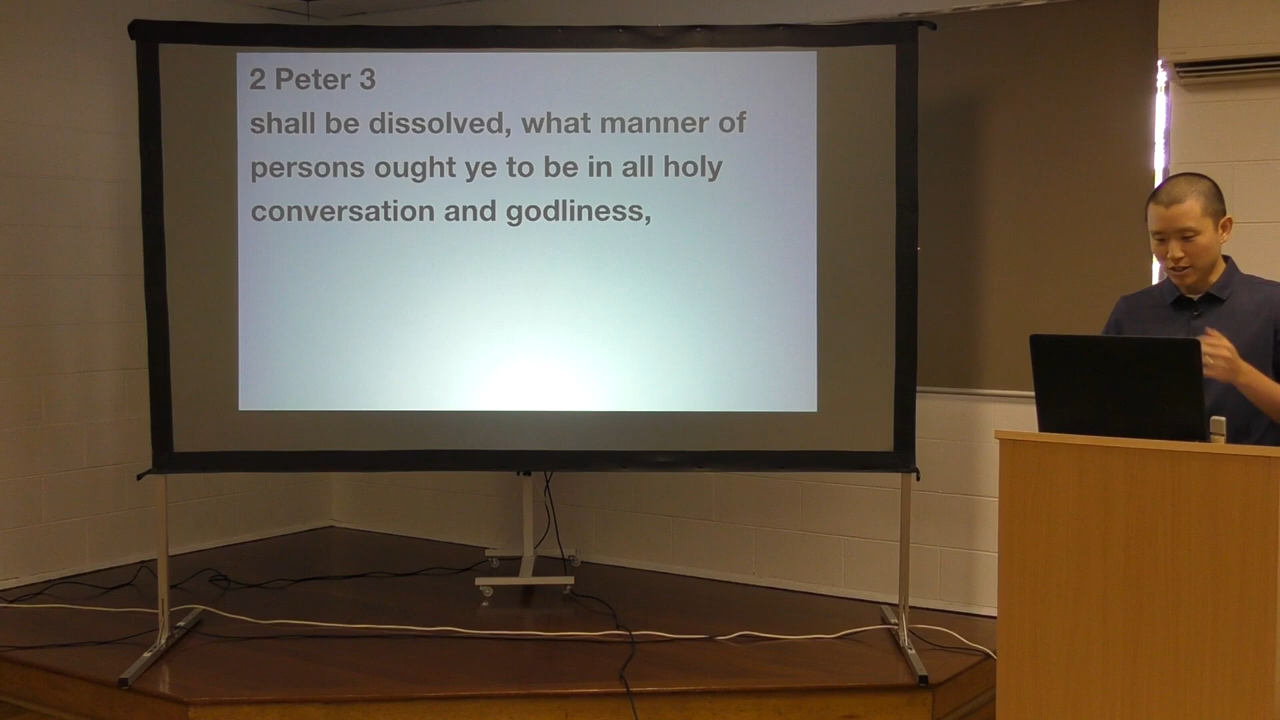 2 Peter 3
shall be dissolved, what manner of
persons ought ye to be in all holy
conversation and godliness,